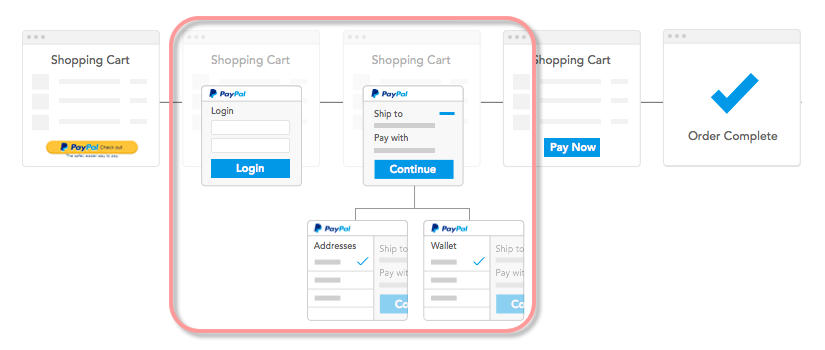 Shopping Cart
PayPal Check out
The safer, easier way to pay.
Shopping Cart
PayPal
Login
Login
Shopping Cart
PayPal
Ship to
Pay with
Continue
Shopping Cart
Pay Now
Order Complete
PayPal
Addresses
Ship to
Pay with
Co
PayPal
Wallet
Ship to
Pay with
Co